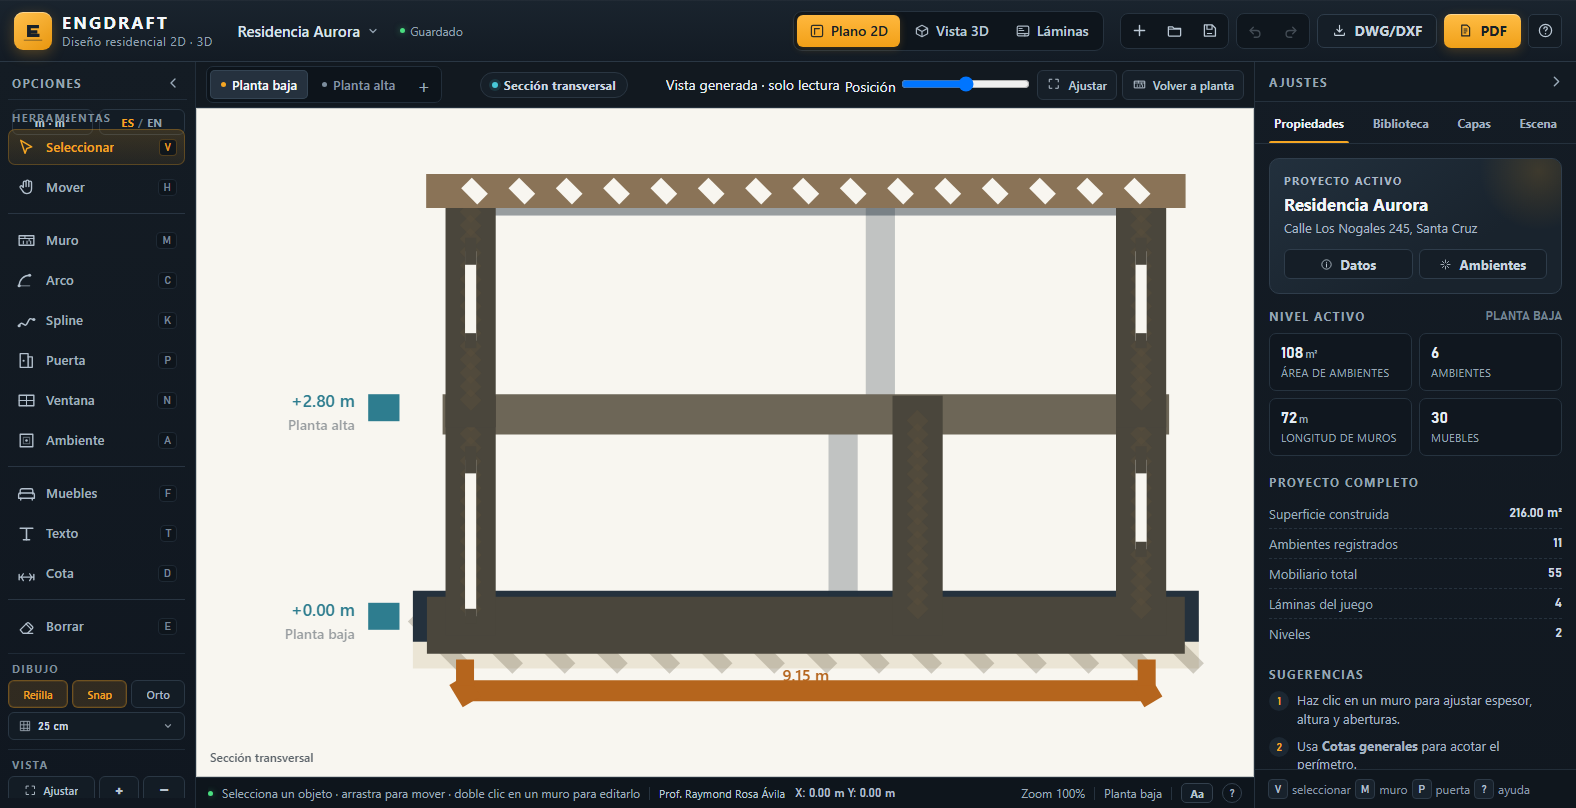 ENGDRAFT
Diseño residencial 2D · 3D
Residencia Aurora
Guardado
Plano 2D
Vista 3D
Láminas
DWG/DXF
PDF
OPCIONES
m · m²
ES / EN
HERRAMIENTAS
Seleccionar V
Mover H
Muro M
Arco C
Spline K
Puerta P
Ventana N
Ambiente A
Muebles F
Texto T
Cota D
Borrar E
DIBUJO
Rejilla Snap Orto
25 cm
VISTA
Ajustar + −
Planta baja
Planta alta
+
Sección transversal
Vista generada · solo lectura
Posición
Ajustar
Volver a planta
+2.80 m
Planta alta
+0.00 m
Planta baja
9.15 m
Sección transversal
Selecciona un objeto · arrastra para mover · doble clic en un muro para editarlo
Prof. Raymond Rosa Ávila
X: 0.00 m Y: 0.00 m
Zoom 100%
Planta baja
Aa
?
AJUSTES
Propiedades Biblioteca Capas Escena
PROYECTO ACTIVO
Residencia Aurora
Calle Los Nogales 245, Santa Cruz
Datos
Ambientes
NIVEL ACTIVO PLANTA BAJA
108 m²
ÁREA DE AMBIENTES
6
AMBIENTES
72 m
LONGITUD DE MUROS
30
MUEBLES
PROYECTO COMPLETO
Superficie construida 216.00 m²
Ambientes registrados 11
Mobiliario total 55
Láminas del juego 4
Niveles 2
SUGERENCIAS
1 Haz clic en un muro para ajustar espesor,
altura y aberturas.
2 Usa Cotas generales para acotar el
perímetro.
V seleccionar M muro P puerta ? ayuda